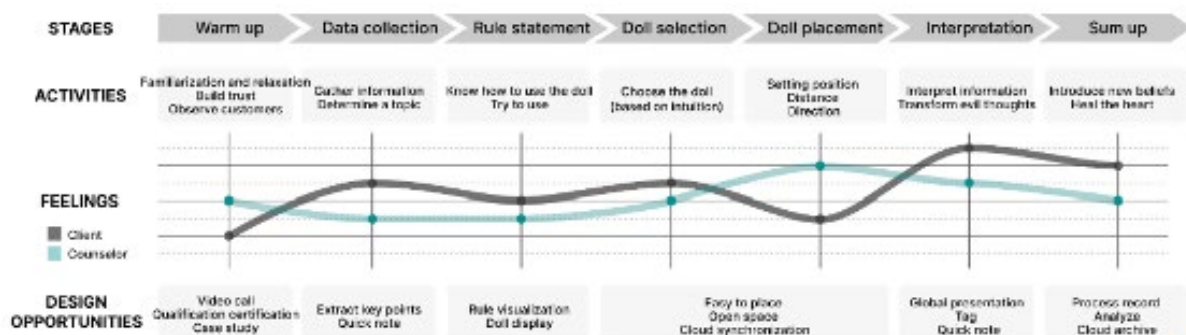 STAGES
Warm up
Data collection
Rule statement
Doll selection
Doll placement
Interpretation
Sum up
ACTIVITIES
Familiarization and relaxation
Build trust
Observe customers
Gather information
Determine a topic
Know how to use the doll
Try to use
Choose the doll
(based on intuition)
Setting position
Distance
Direction
Interpret information
Transform evil thoughts
Introduce new beliefs
Heal the heart
FEELINGS
Client
Counselor
DESIGN
OPPORTUNITIES
Video call
Qualification certification
Case study
Extract key points
Quick note
Rule visualization
Doll display
Easy to place
Open space
Cloud synchronization
Global presentation
Tag
Quick note
Process record
Analyze
Cloud archive